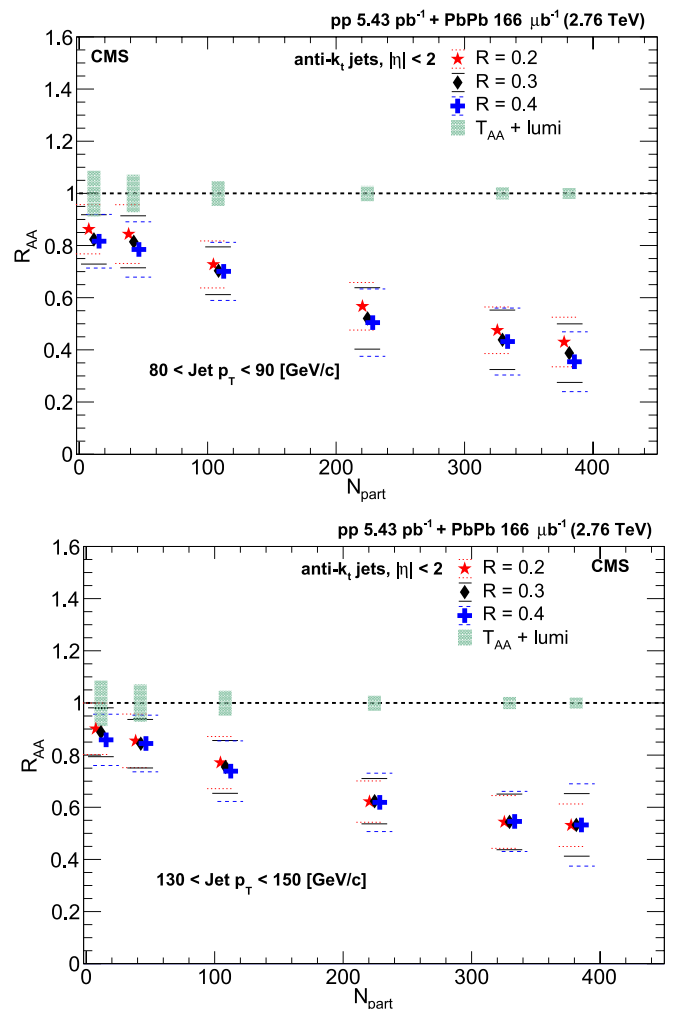 pp 5.43 pb⁻¹ + PbPb 166 μb⁻¹ (2.76 TeV)
1.6
CMS
anti-kt jets, |η| < 2
R = 0.2
R = 0.3
R = 0.4
TAA + lumi
1.4
1.2
1
0.8
0.6
0.4
0.2
0
RAA
80 < Jet pT < 90 [GeV/c]
0 100 200 300 400
Npart
pp 5.43 pb⁻¹ + PbPb 166 μb⁻¹ (2.76 TeV)
1.6
anti-kt jets, |η| < 2
R = 0.2
CMS
R = 0.3
R = 0.4
TAA + lumi
1.4
1.2
1
0.8
0.6
0.4
0.2
0
RAA
130 < Jet pT < 150 [GeV/c]
0 100 200 300 400
Npart